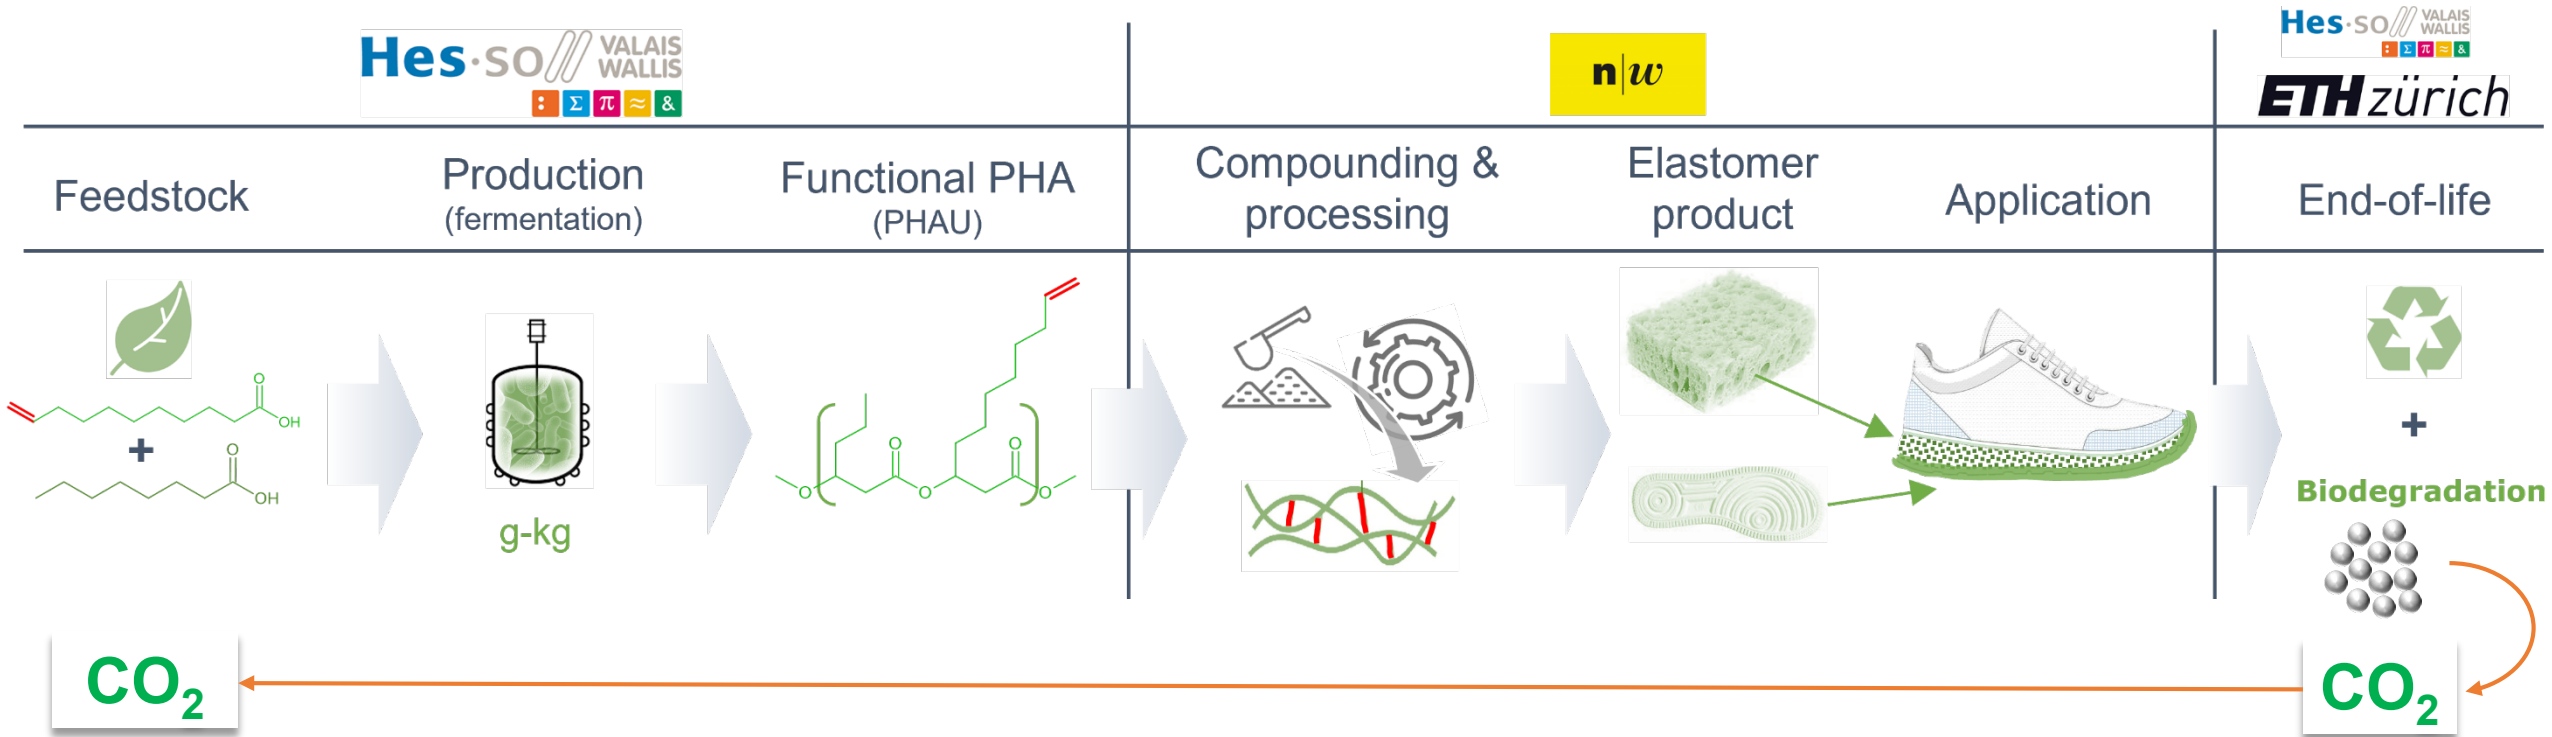 Hes·so VALAIS
WALLIS
: Σ π ≈ &
n|w
Hes·so VALAIS
WALLIS
: Σ π ≈ &
ETH zürich
Feedstock
Production
(fermentation)
Functional PHA
(PHAU)
Compounding &
processing
Elastomer
product
Application
End-of-life
O
OH
+
O
OH
g-kg
O
O
O
O
O
+
Biodegradation
CO2
CO2